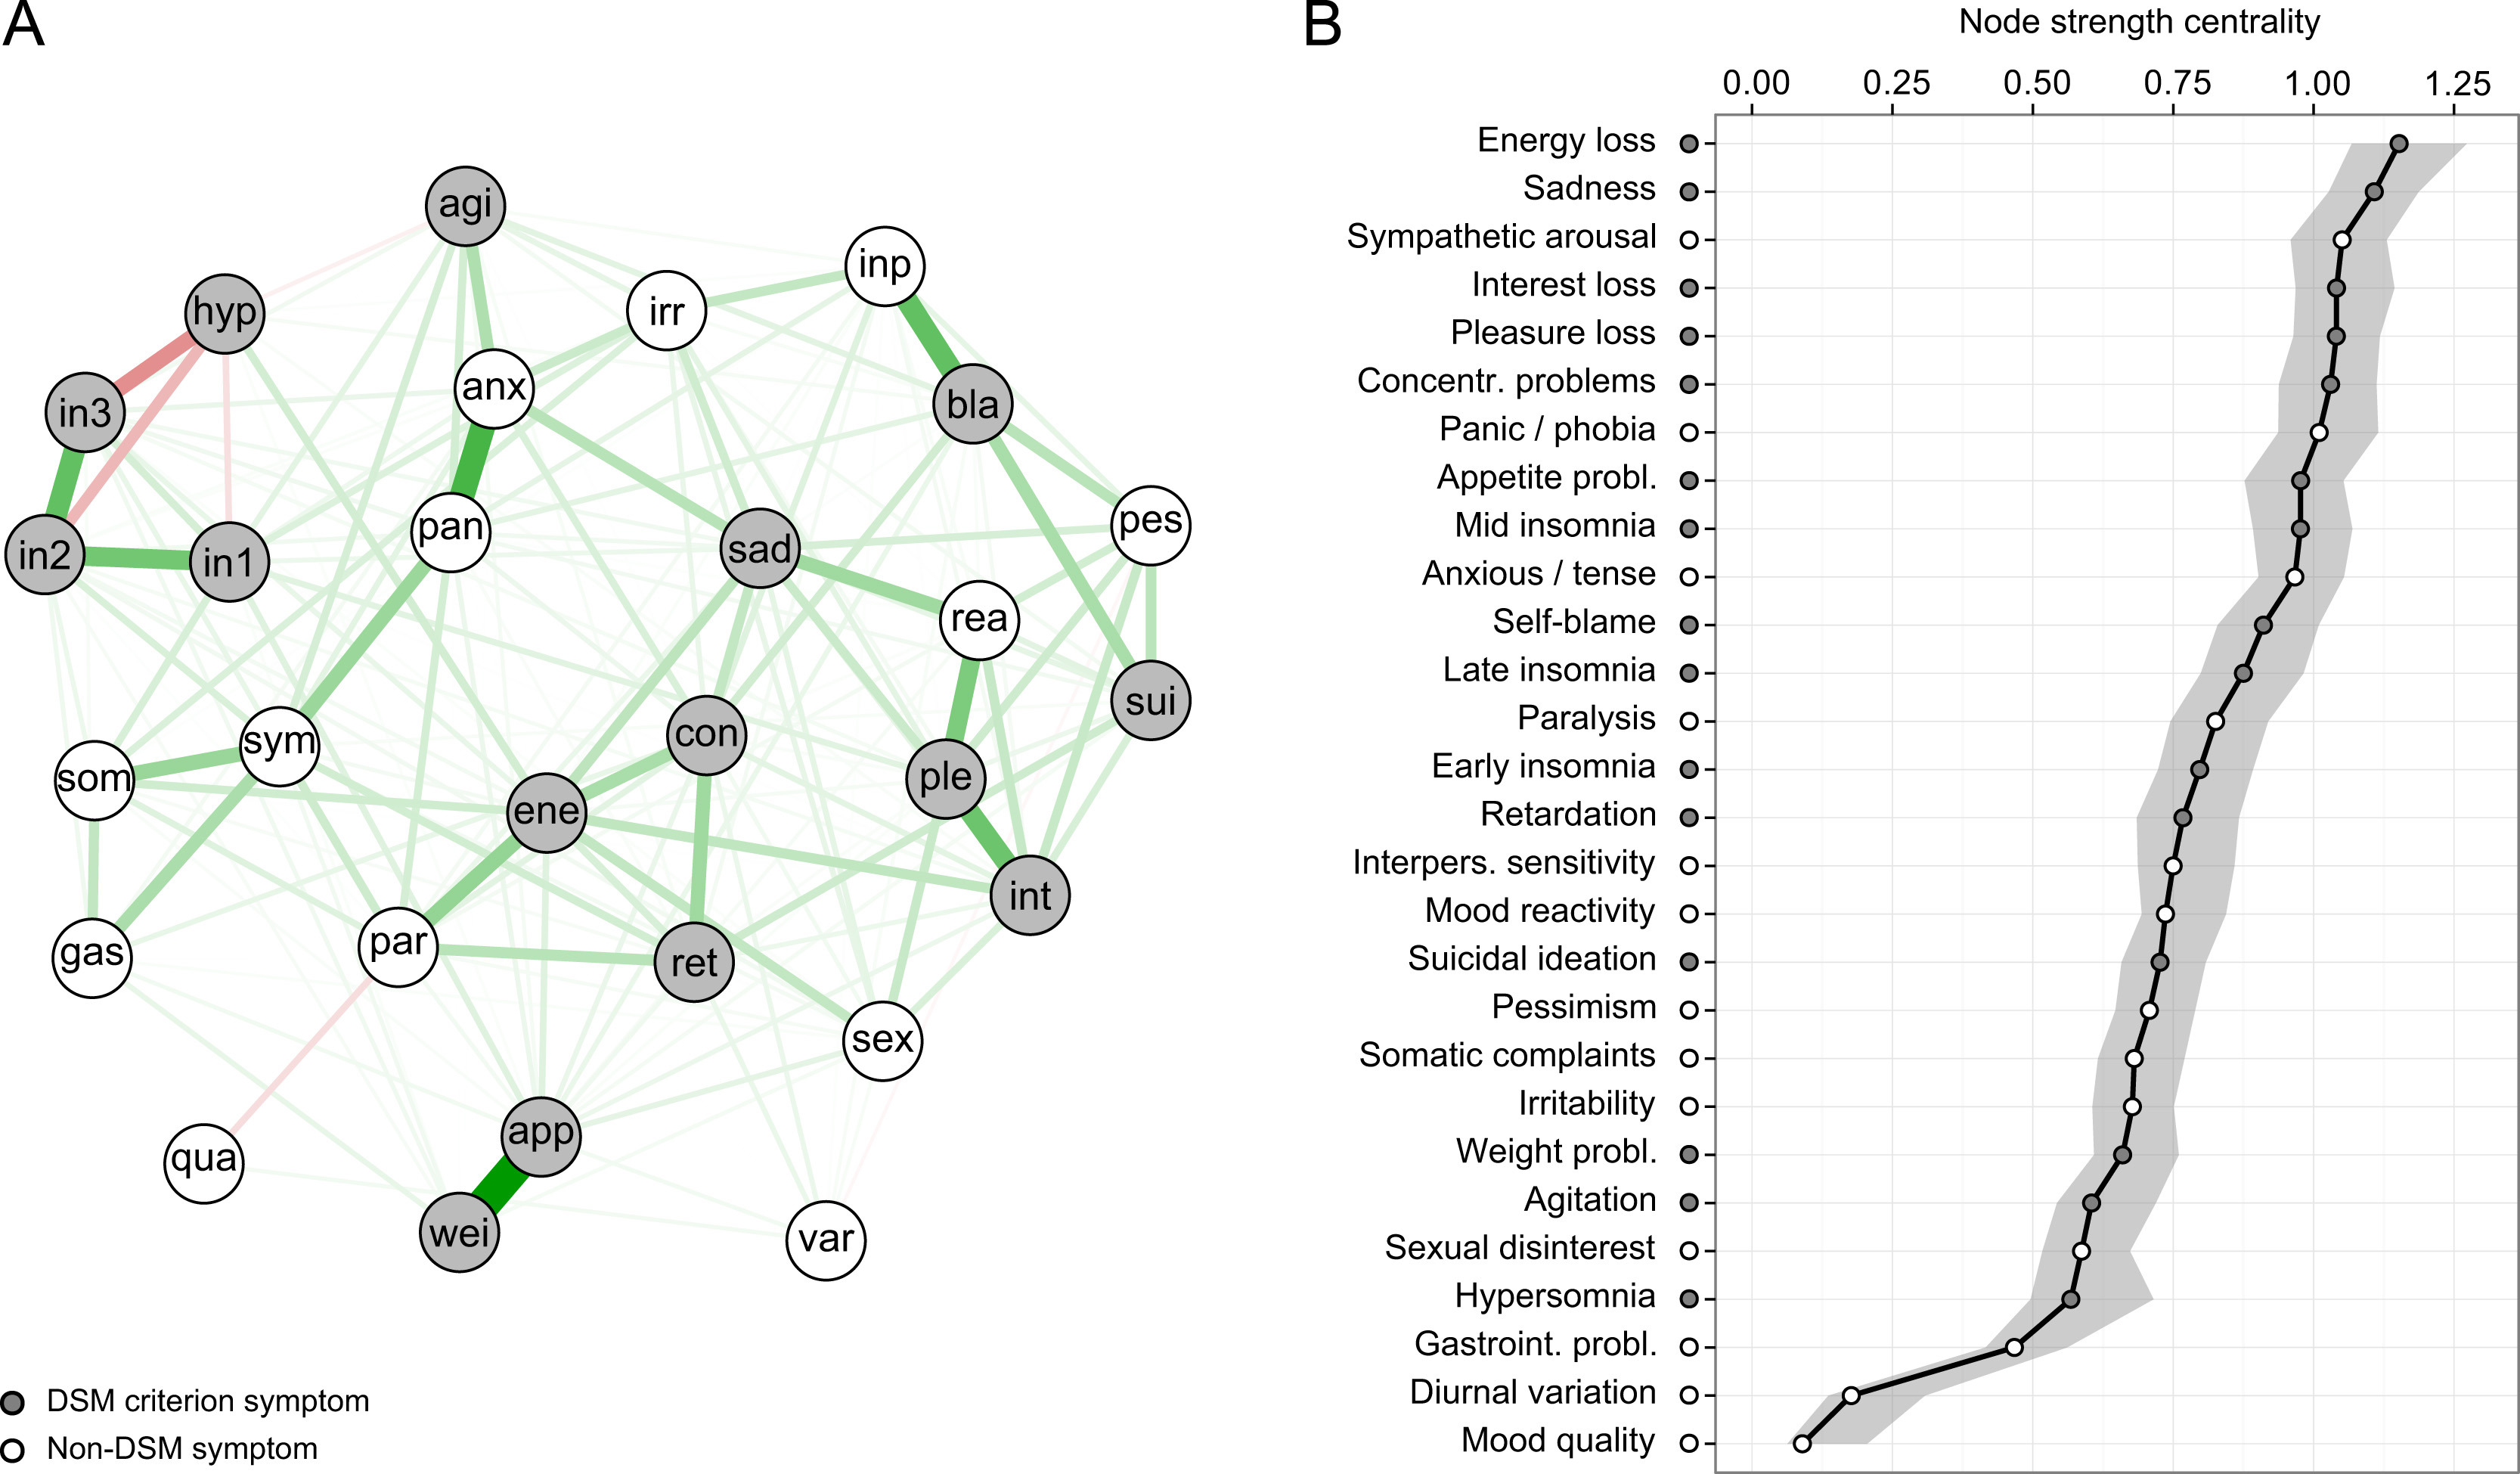 A
agi
inp
irr
hyp
anx
in3
bla
pan
pes
in2
in1
sad
rea
sui
con
sym
som
ple
ene
int
par
gas
ret
sex
app
qua
wei
var
DSM criterion symptom
Non-DSM symptom
B
Node strength centrality
0.00 0.25 0.50 0.75 1.00 1.25
Energy loss
Sadness
Sympathetic arousal
Interest loss
Pleasure loss
Concentr. problems
Panic / phobia
Appetite probl.
Mid insomnia
Anxious / tense
Self-blame
Late insomnia
Paralysis
Early insomnia
Retardation
Interpers. sensitivity
Mood reactivity
Suicidal ideation
Pessimism
Somatic complaints
Irritability
Weight probl.
Agitation
Sexual disinterest
Hypersomnia
Gastroint. probl.
Diurnal variation
Mood quality